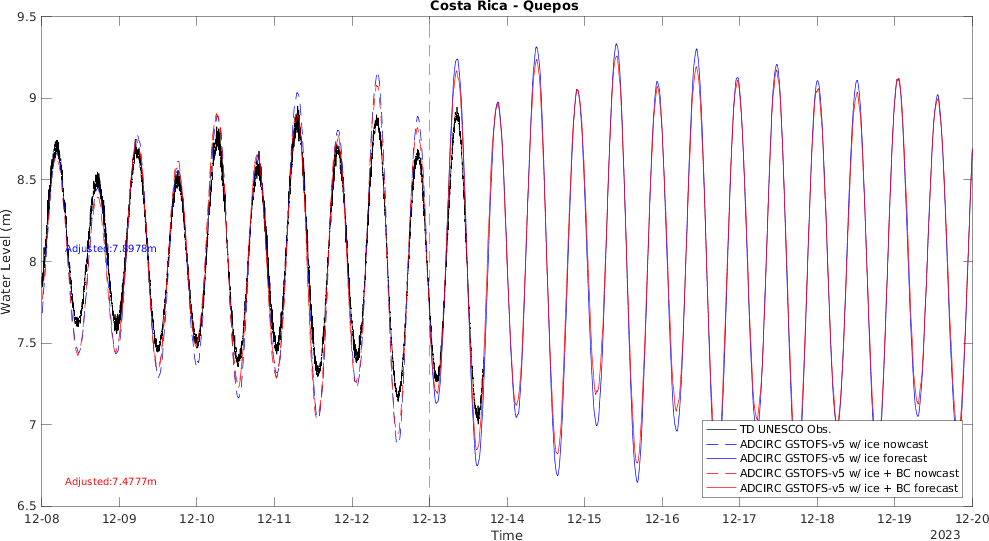 Costa Rica - Quepos
9.5
9
8.5
8
7.5
7
6.5
Water Level (m)
Adjusted:7.8978m
Adjusted:7.4777m
TD UNESCO Obs.
ADCIRC GSTOFS-v5 w/ ice nowcast
ADCIRC GSTOFS-v5 w/ ice forecast
ADCIRC GSTOFS-v5 w/ ice + BC nowcast
ADCIRC GSTOFS-v5 w/ ice + BC forecast
12-08 12-09 12-10 12-11 12-12 12-13 12-14 12-15 12-16 12-17 12-18 12-19 12-20
Time
2023